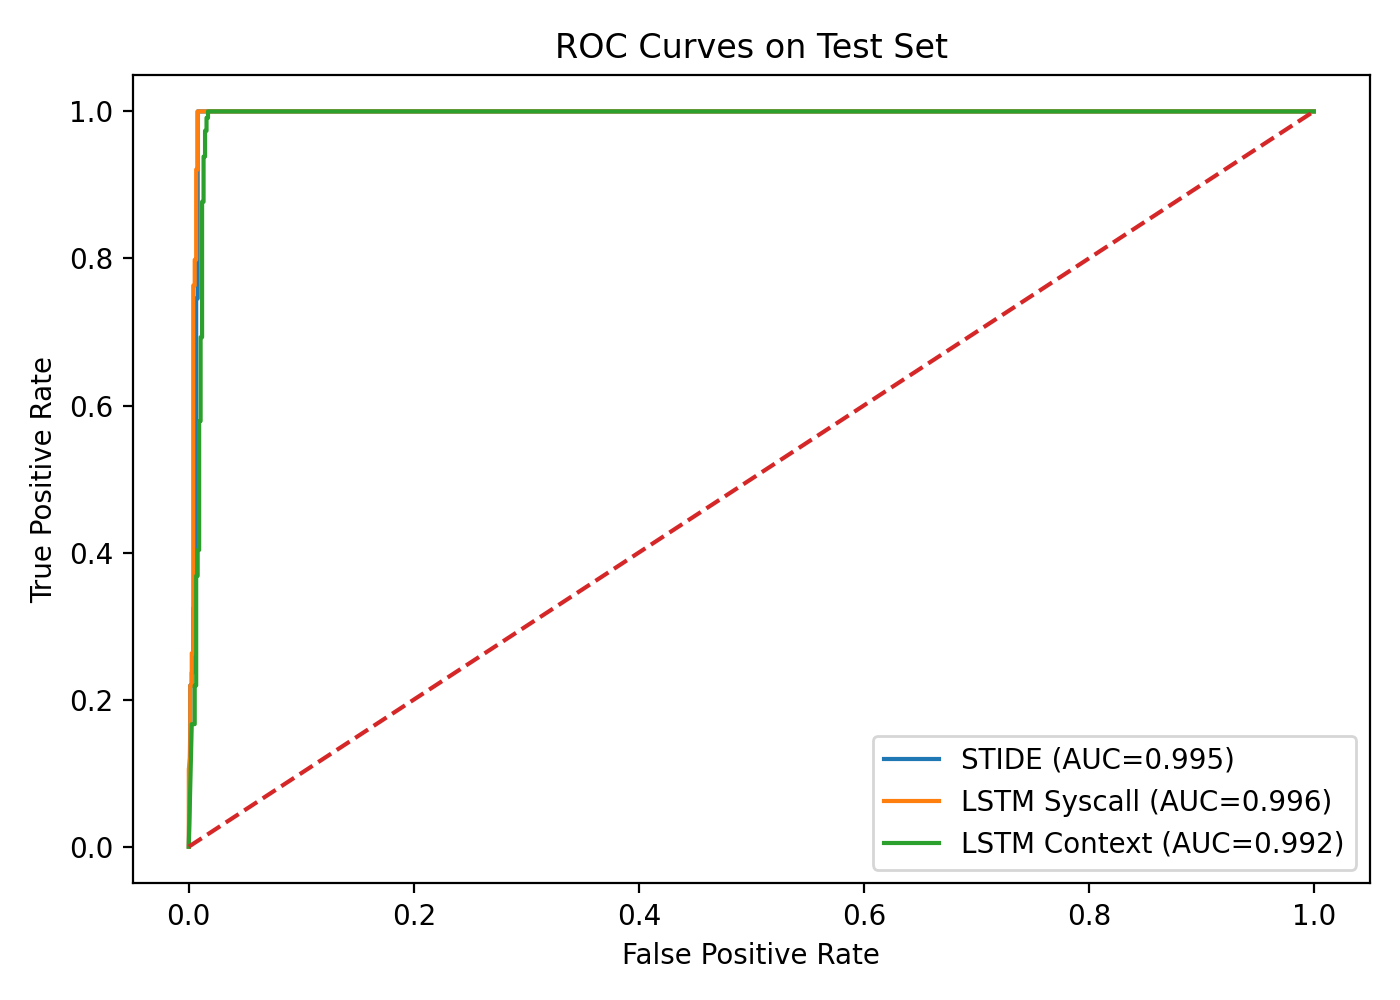 ROC Curves on Test Set
1.0
0.8
0.6
0.4
0.2
0.0
True Positive Rate
STIDE (AUC=0.995)
LSTM Syscall (AUC=0.996)
LSTM Context (AUC=0.992)
0.0 0.2 0.4 0.6 0.8 1.0
False Positive Rate